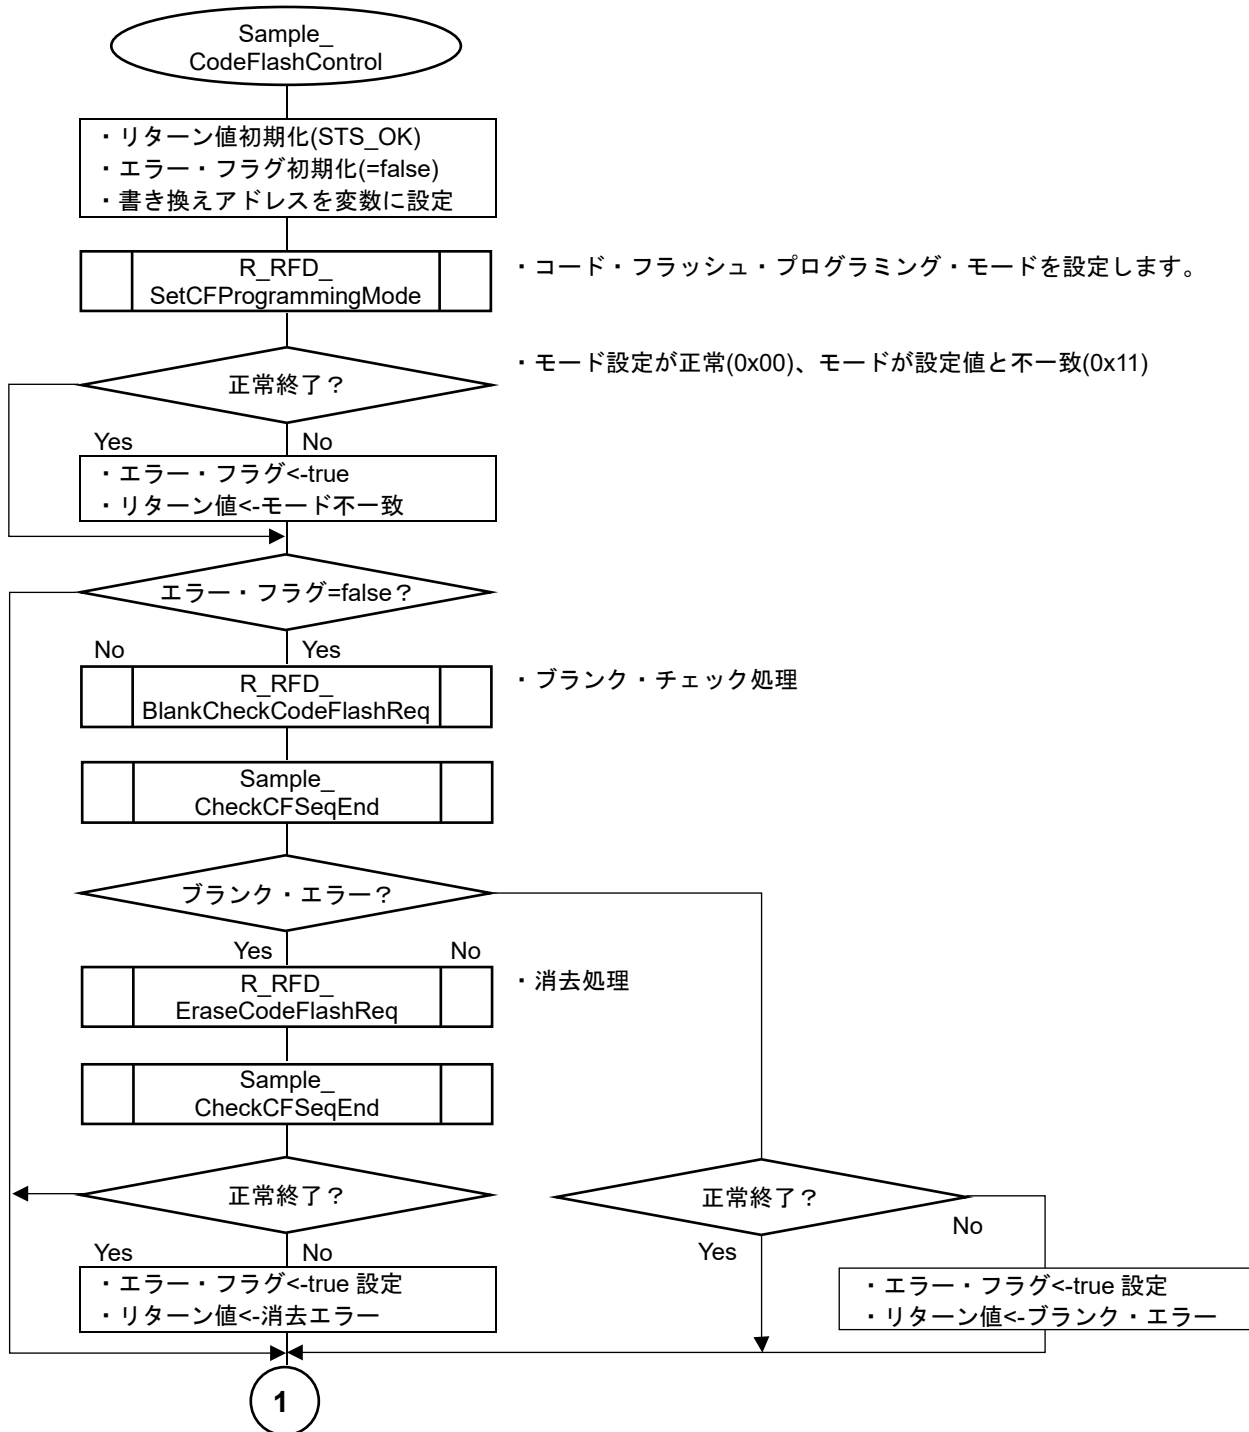 Sample_
CodeFlashControl
・リターン値初期化(STS_OK)
・エラー・フラグ初期化(=false)
・書き換えアドレスを変数に設定
R_RFD_
SetCFProgrammingMode
・コード・フラッシュ・プログラミング・モードを設定します。
正常終了？
・モード設定が正常(0x00)、モードが設定値と不一致(0x11)
Yes
No
・エラー・フラグ<-true
・リターン値<-モード不一致
エラー・フラグ=false？
No
Yes
R_RFD_
BlankCheckCodeFlashReq
・ブランク・チェック処理
Sample_
CheckCFSeqEnd
ブランク・エラー？
Yes
No
R_RFD_
EraseCodeFlashReq
・消去処理
Sample_
CheckCFSeqEnd
正常終了？
正常終了？
Yes
No
Yes
No
・エラー・フラグ<-true 設定
・リターン値<-消去エラー
・エラー・フラグ<-true 設定
・リターン値<-ブランク・エラー
1